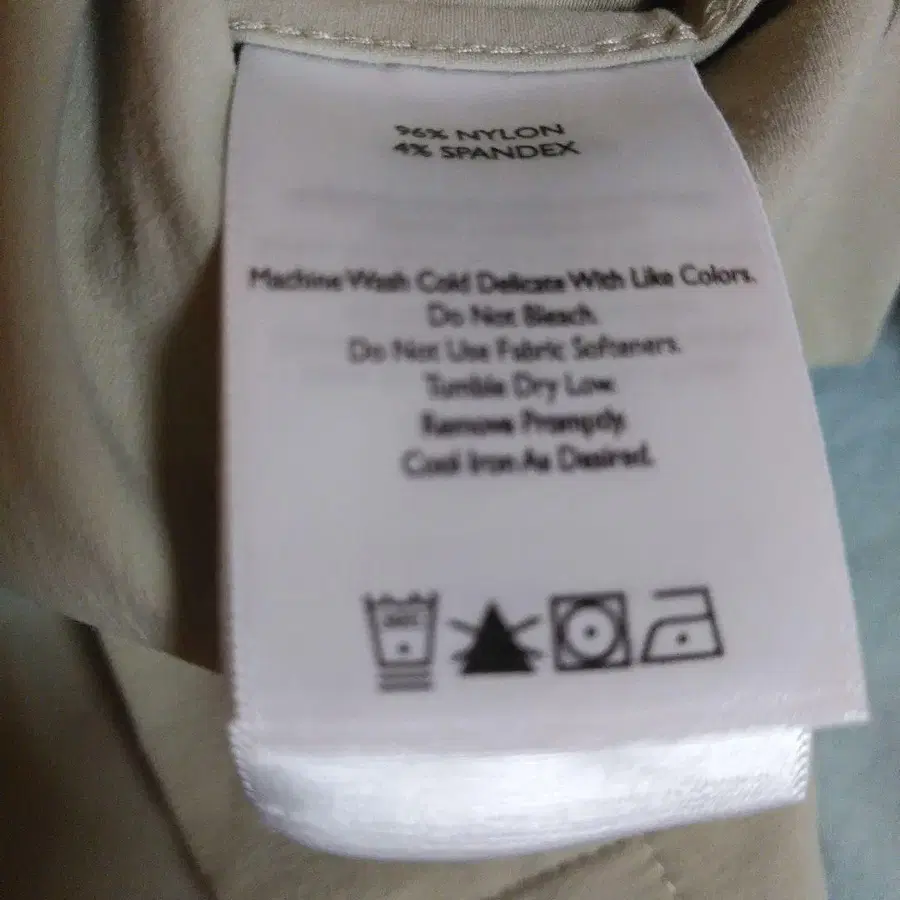 96% NYLON
4% SPANDEX
Machine Wash Cold Delicate With Like Colors.
Do Not Bleach.
Do Not Use Fabric Softeners.
Tumble Dry Low.
Remove Promptly.
Cool Iron As Desired.